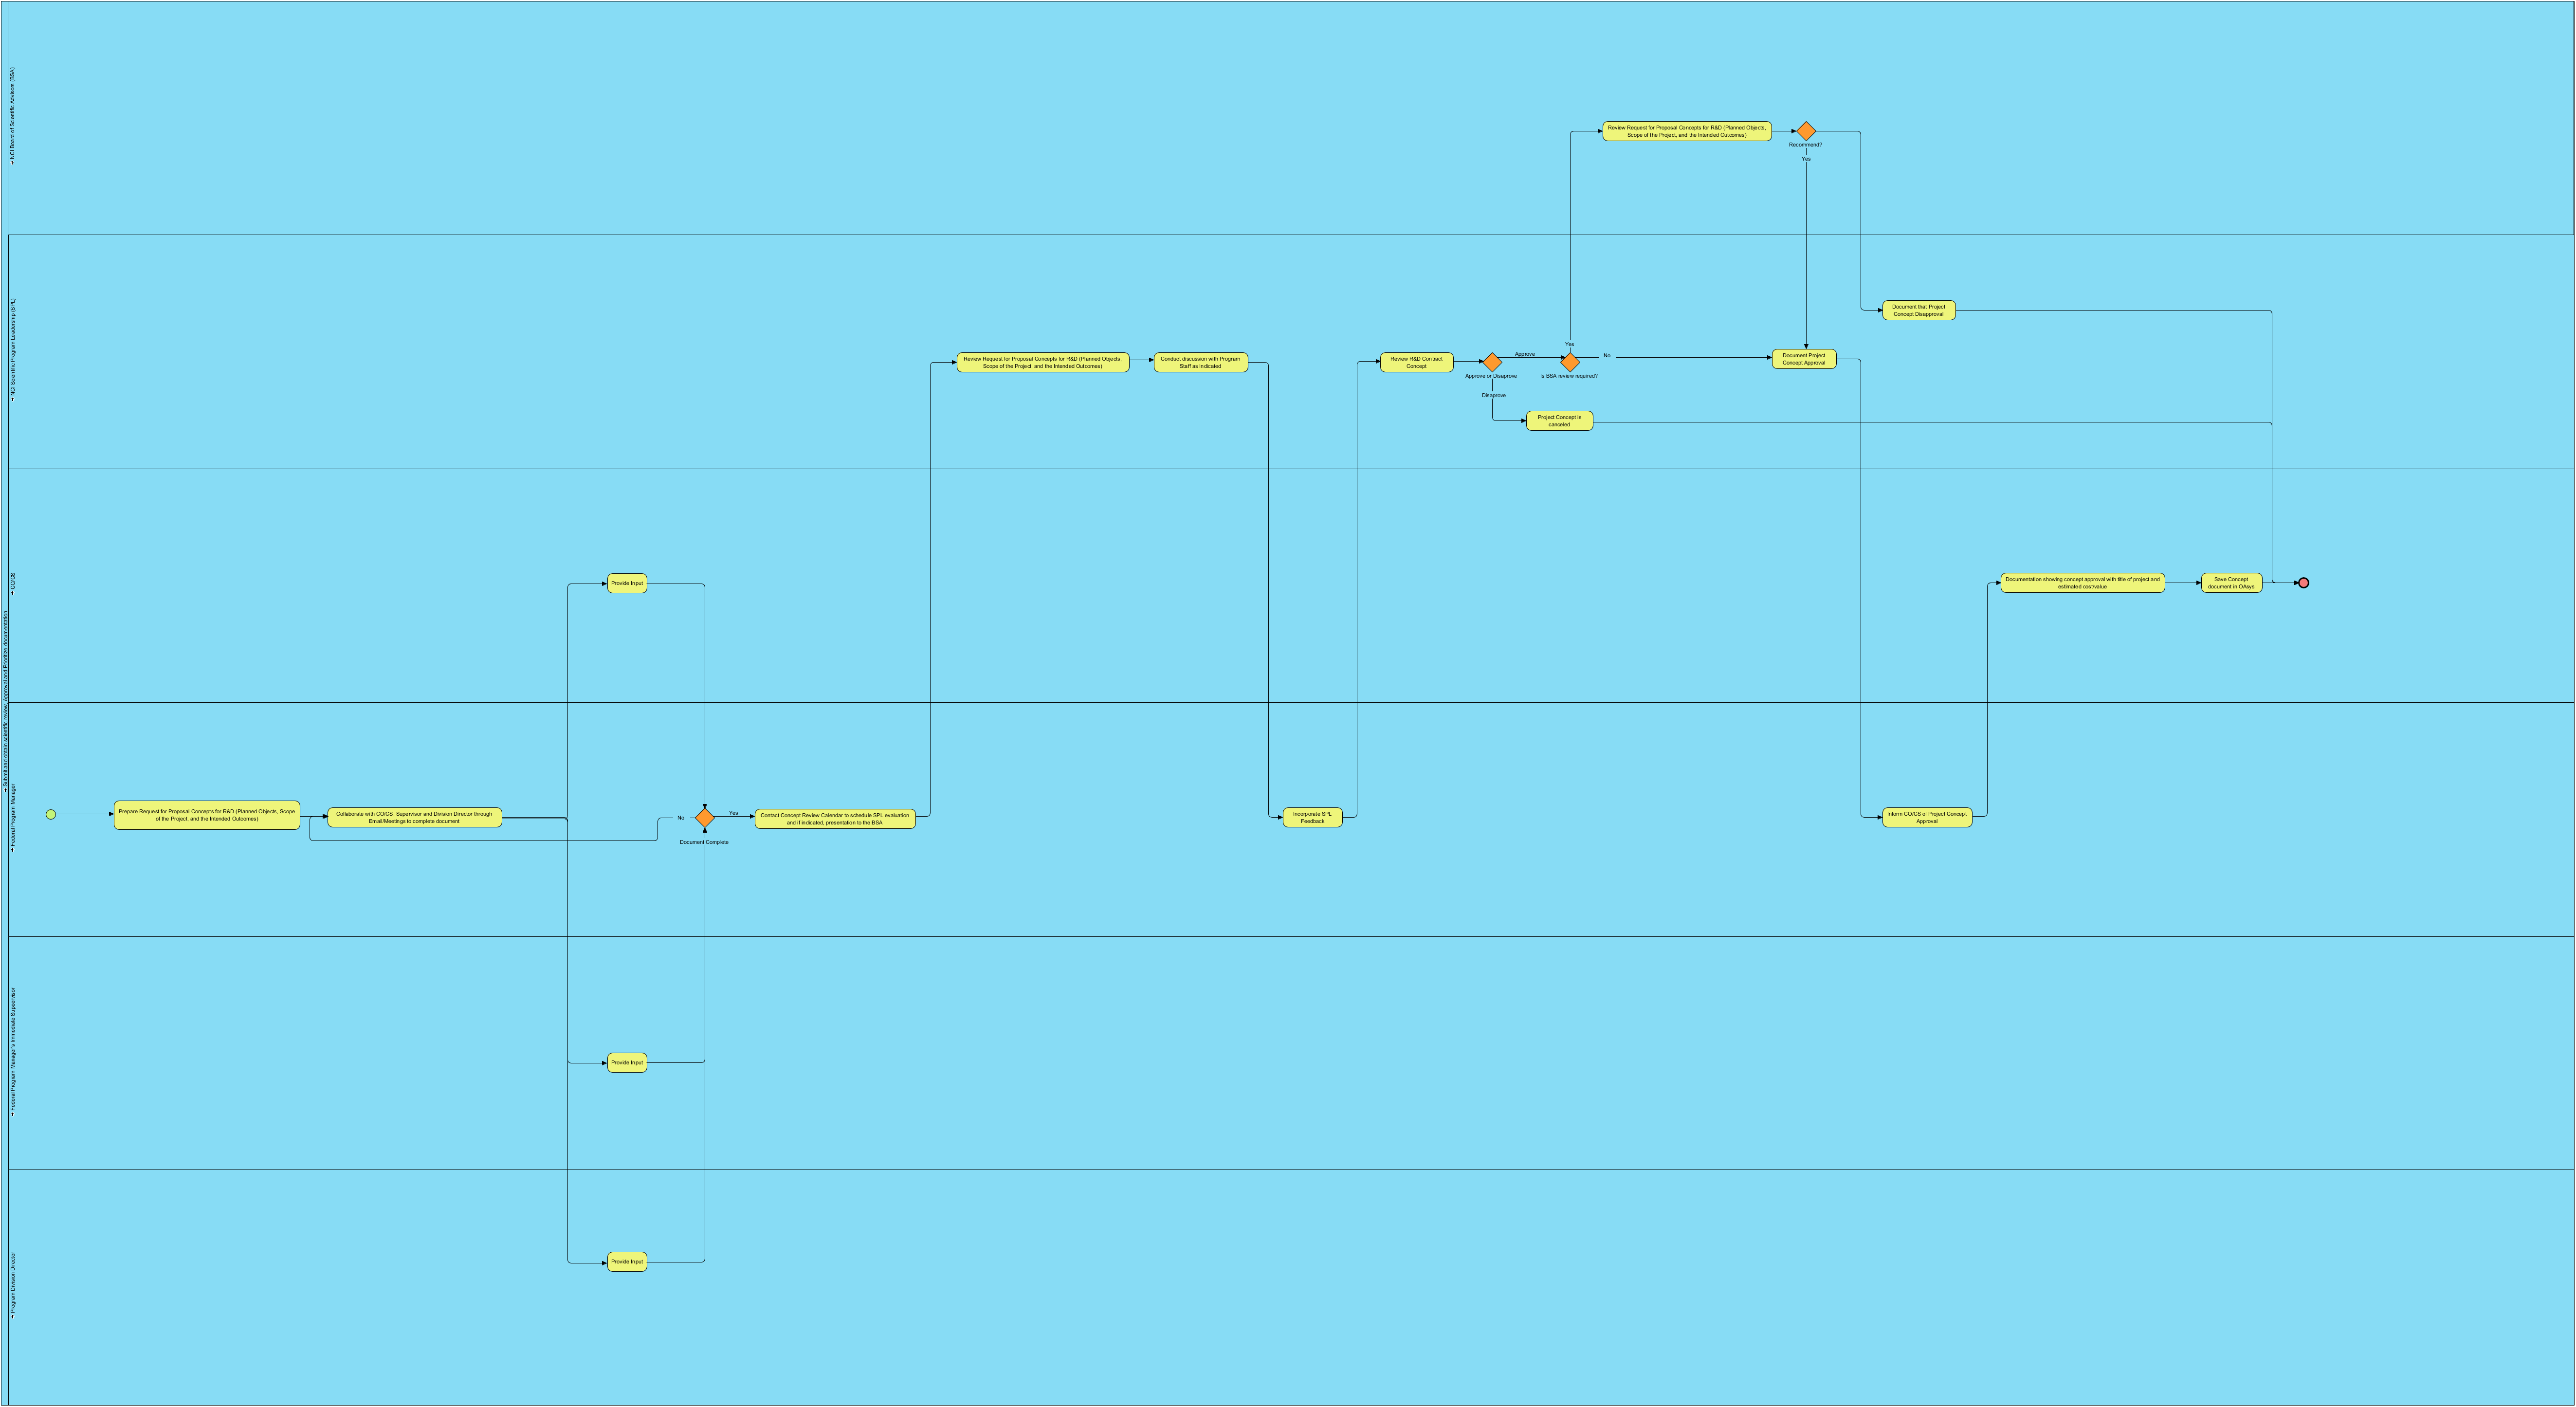 Submit and obtain scientific review, Approval and Prioritize documentation
NCI Board of Scientific Advisors (BSA)
Review Request for Proposal Concepts for R&D (Planned Objects,
Scope of the Project, and the Intended Outcomes)
Recommend?
Yes
NCI Scientific Program Leadership (SPL)
Review Request for Proposal Concepts for R&D (Planned Objects,
Scope of the Project, and the Intended Outcomes)
Conduct discussion with Program
Staff as Indicated
Review R&D Contract
Concept
Approve or Disaprove
Approve
Disaprove
Project Concept is
canceled
Is BSA review required?
Yes
No
Document Project
Concept Approval
Document that Project
Concept Disapproval
CO/CS
Provide Input
Documentation showing concept approval with title of project and
estimated cost/value
Save Concept
document in OAsys
Federal Program Manager
Prepare Request for Proposal Concepts for R&D (Planned Objects, Scope
of the Project, and the Intended Outcomes)
Collaborate with CO/CS, Supervisor and Division Director through
Email/Meetings to complete document
No
Document Complete
Yes
Contact Concept Review Calendar to schedule SPL evaluation
and if indicated, presentation to the BSA
Incorporate SPL
Feedback
Inform CO/CS of Project Concept
Approval
Federal Program Manager's Immediate Supservisor
Provide Input
Program Division Director
Provide Input